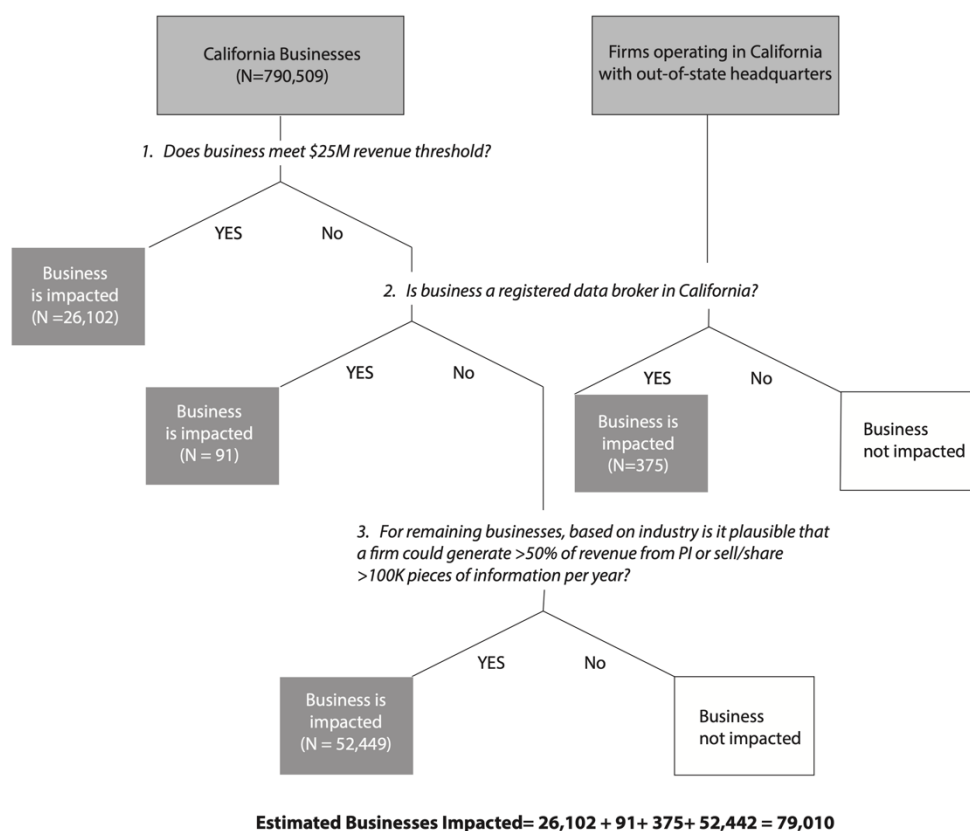 California Businesses
(N=790,509)
Firms operating in California
with out-of-state headquarters
1. Does business meet $25M revenue threshold?
YES
No
Business
is impacted
(N =26,102)
2. Is business a registered data broker in California?
YES
No
YES
No
Business
is impacted
(N = 91)
Business is
impacted
(N=375)
Business
not impacted
3. For remaining businesses, based on industry is it plausible that
a firm could generate >50% of revenue from PI or sell/share
>100K pieces of information per year?
YES
No
Business is
impacted
(N = 52,449)
Business
not impacted
Estimated Businesses Impacted= 26,102 + 91+ 375+ 52,442 = 79,010